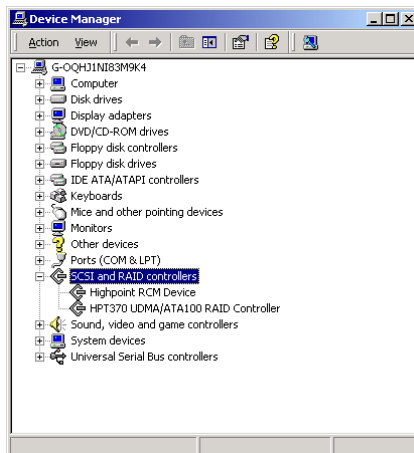 Device Manager
Action View
G-OQHJ1NI83M9K4
Computer
Disk drives
Display adapters
DVD/CD-ROM drives
Floppy disk controllers
Floppy disk drives
IDE ATA/ATAPI controllers
Keyboards
Mice and other pointing devices
Monitors
Other devices
Ports (COM & LPT)
SCSI and RAID controllers
Highpoint RCM Device
HPT370 UDMA/ATA100 RAID Controller
Sound, video and game controllers
System devices
Universal Serial Bus controllers